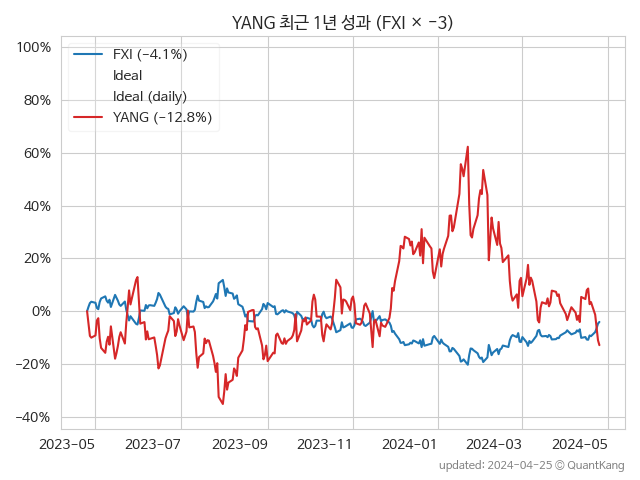 YANG 최근 1년 성과 (FXI × −3)
100%
80%
60%
40%
20%
0%
−20%
−40%
FXI (−4.1%)
Ideal
Ideal (daily)
YANG (−12.8%)
2023-05 2023-07 2023-09 2023-11 2024-01 2024-03 2024-05
updated: 2024-04-25 © QuantKang